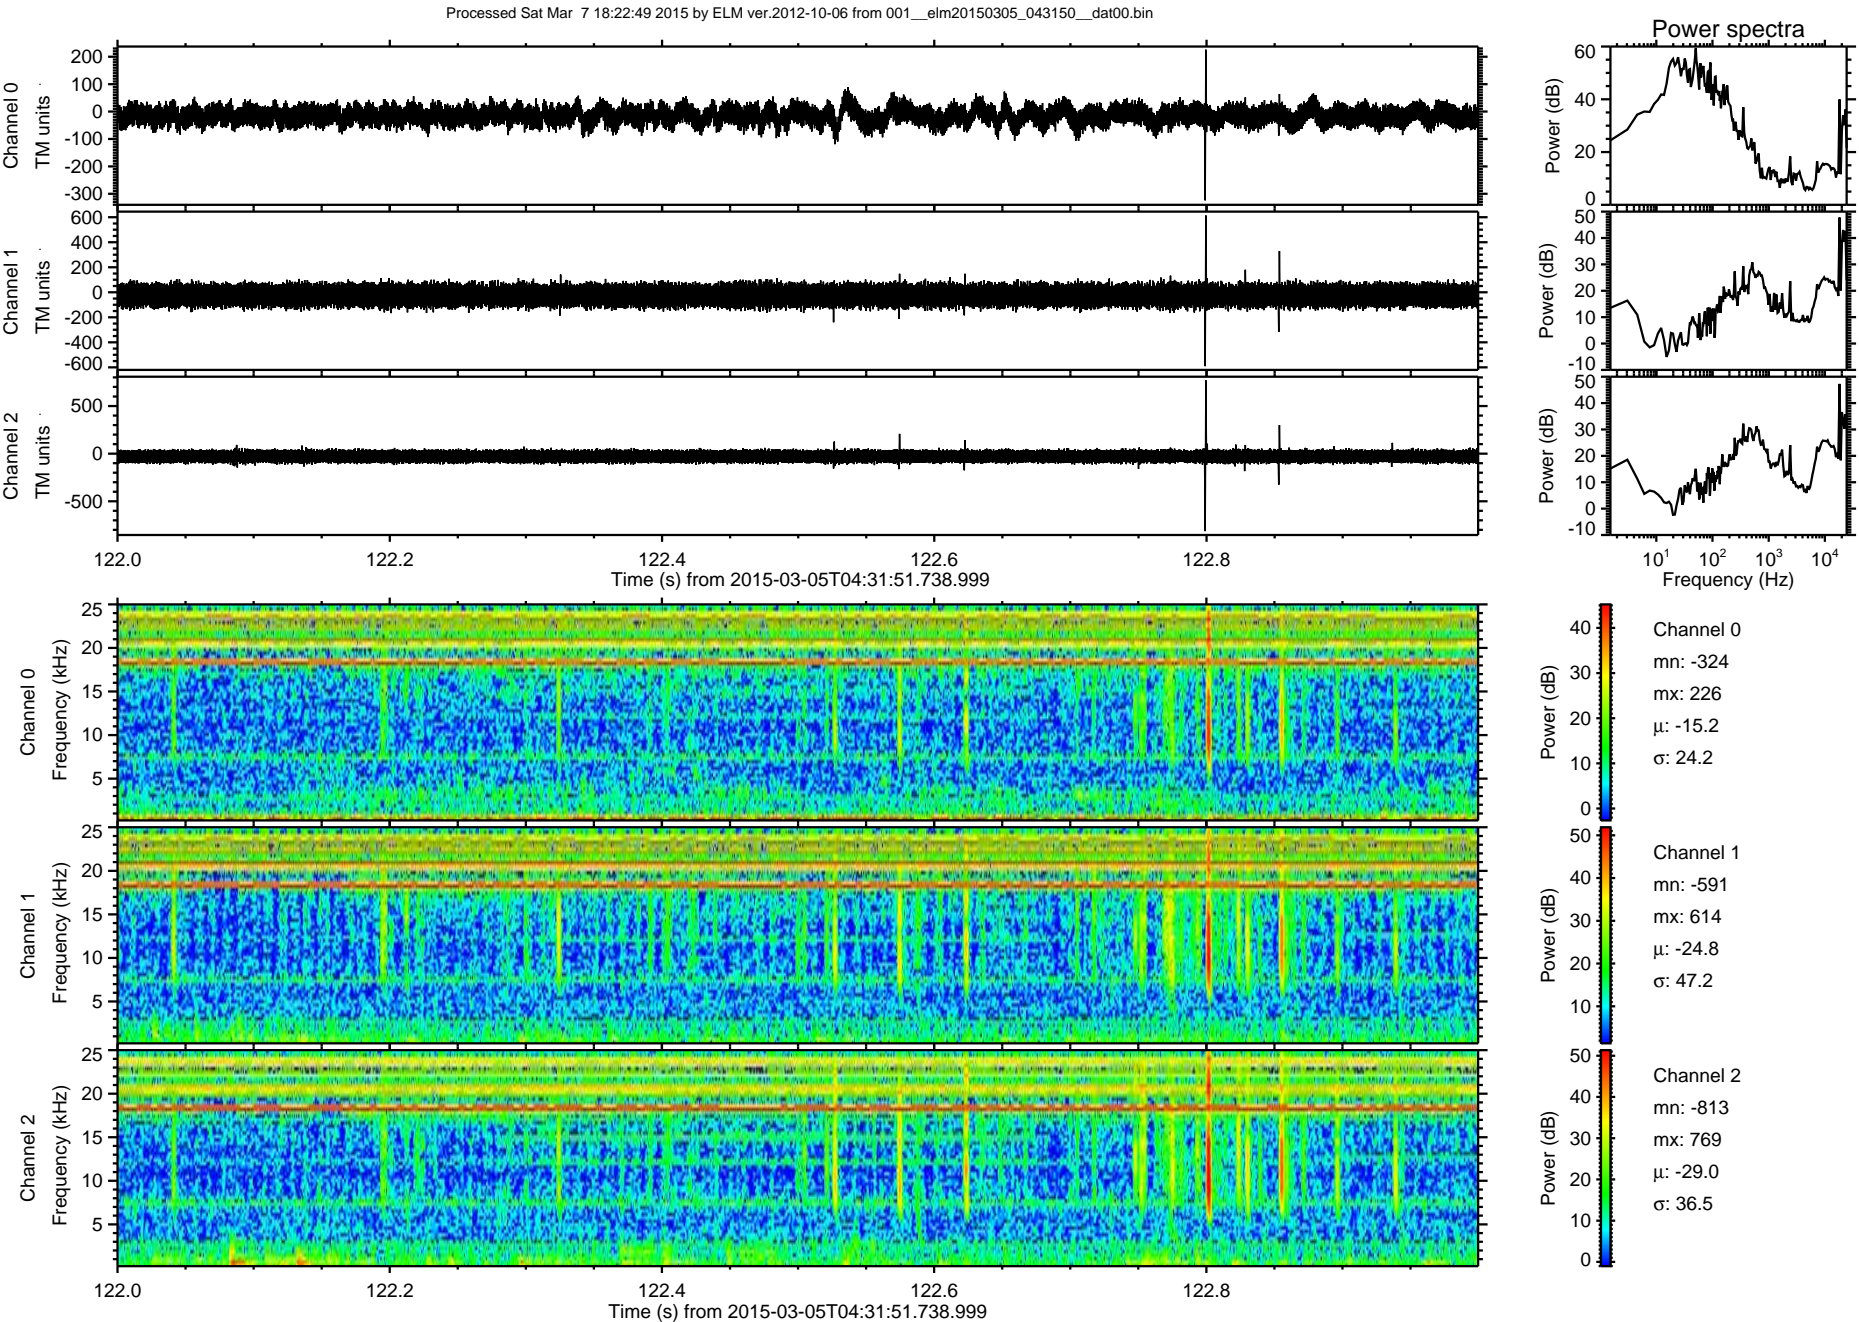 Processed Sat Mar  7 18:22:49 2015 by ELM ver.2012-10-06 from 001__elm20150305_043150__dat00.bin
Power spectra
Channel 0
TM units
200
100
0
-100
-200
-300
Power (dB)
60
40
20
0
Channel 1
TM units
600
400
200
0
-200
-400
-600
Power (dB)
50
40
30
20
10
0
-10
Channel 2
TM units
500
0
-500
Power (dB)
50
40
30
20
10
0
-10
122.0 122.2 122.4 122.6 122.8
Time (s) from 2015-03-05T04:31:51.738.999
10¹ 10² 10³ 10⁴
Frequency (Hz)
Channel 0
Frequency (kHz)
25
20
15
10
5
Power (dB)
40
30
20
10
0
Channel 0
mn: -324
mx: 226
μ: -15.2
σ: 24.2
Channel 1
Frequency (kHz)
25
20
15
10
5
Power (dB)
50
40
30
20
10
Channel 1
mn: -591
mx: 614
μ: -24.8
σ: 47.2
Channel 2
Frequency (kHz)
25
20
15
10
5
Power (dB)
50
40
30
20
10
0
Channel 2
mn: -813
mx: 769
μ: -29.0
σ: 36.5
122.0 122.2 122.4 122.6 122.8
Time (s) from 2015-03-05T04:31:51.738.999